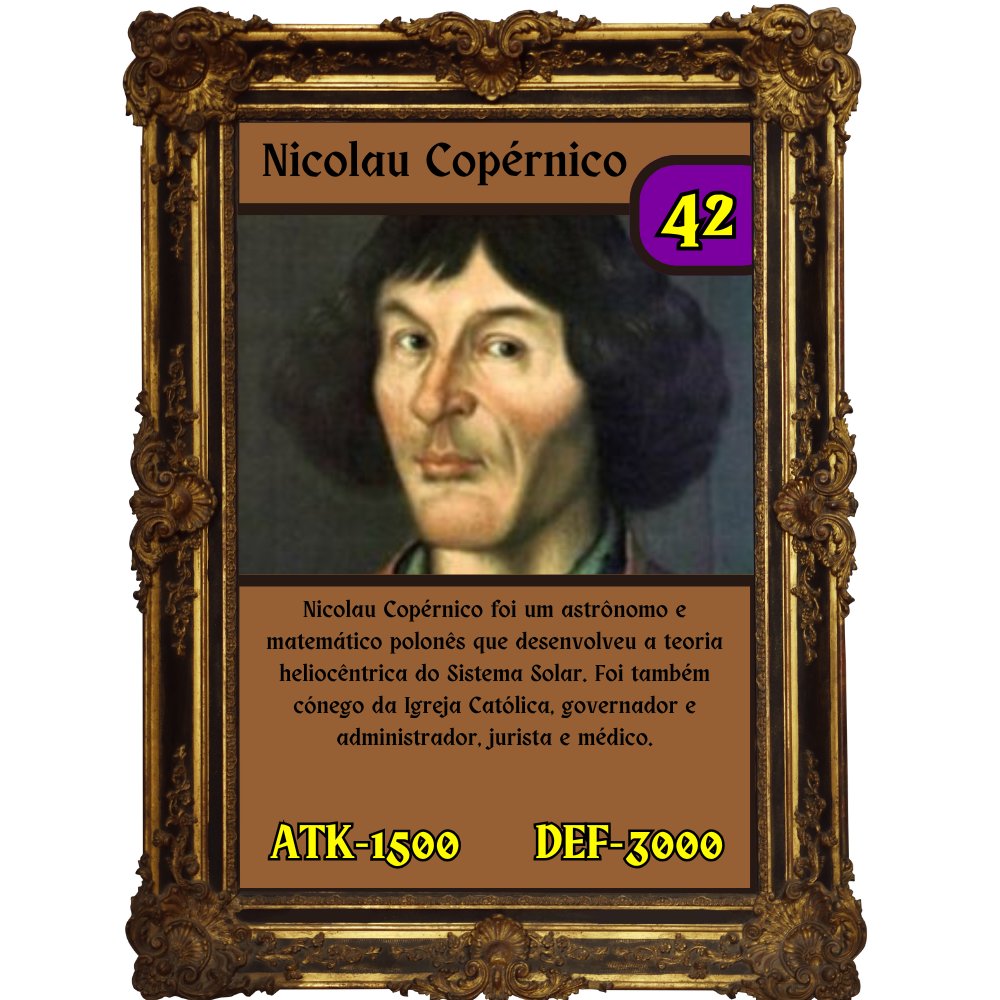 Nicolau Copérnico
42
Nicolau Copérnico foi um astrônomo e
matemático polonês que desenvolveu a teoria
heliocêntrica do Sistema Solar. Foi também
cónego da Igreja Católica, governador e
administrador, jurista e médico.
ATK-1500 DEF-3000